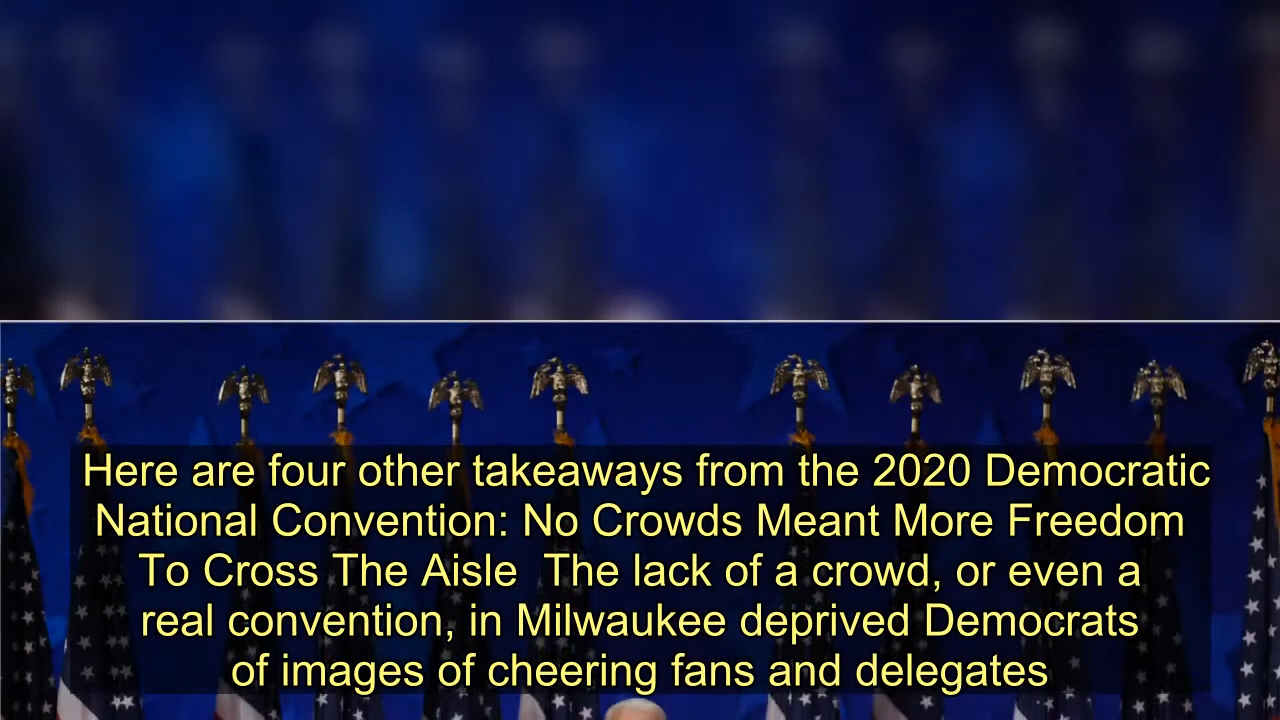 Here are four other takeaways from the 2020 Democratic
National Convention: No Crowds Meant More Freedom
To Cross The Aisle  The lack of a crowd, or even a
real convention, in Milwaukee deprived Democrats
of images of cheering fans and delegates